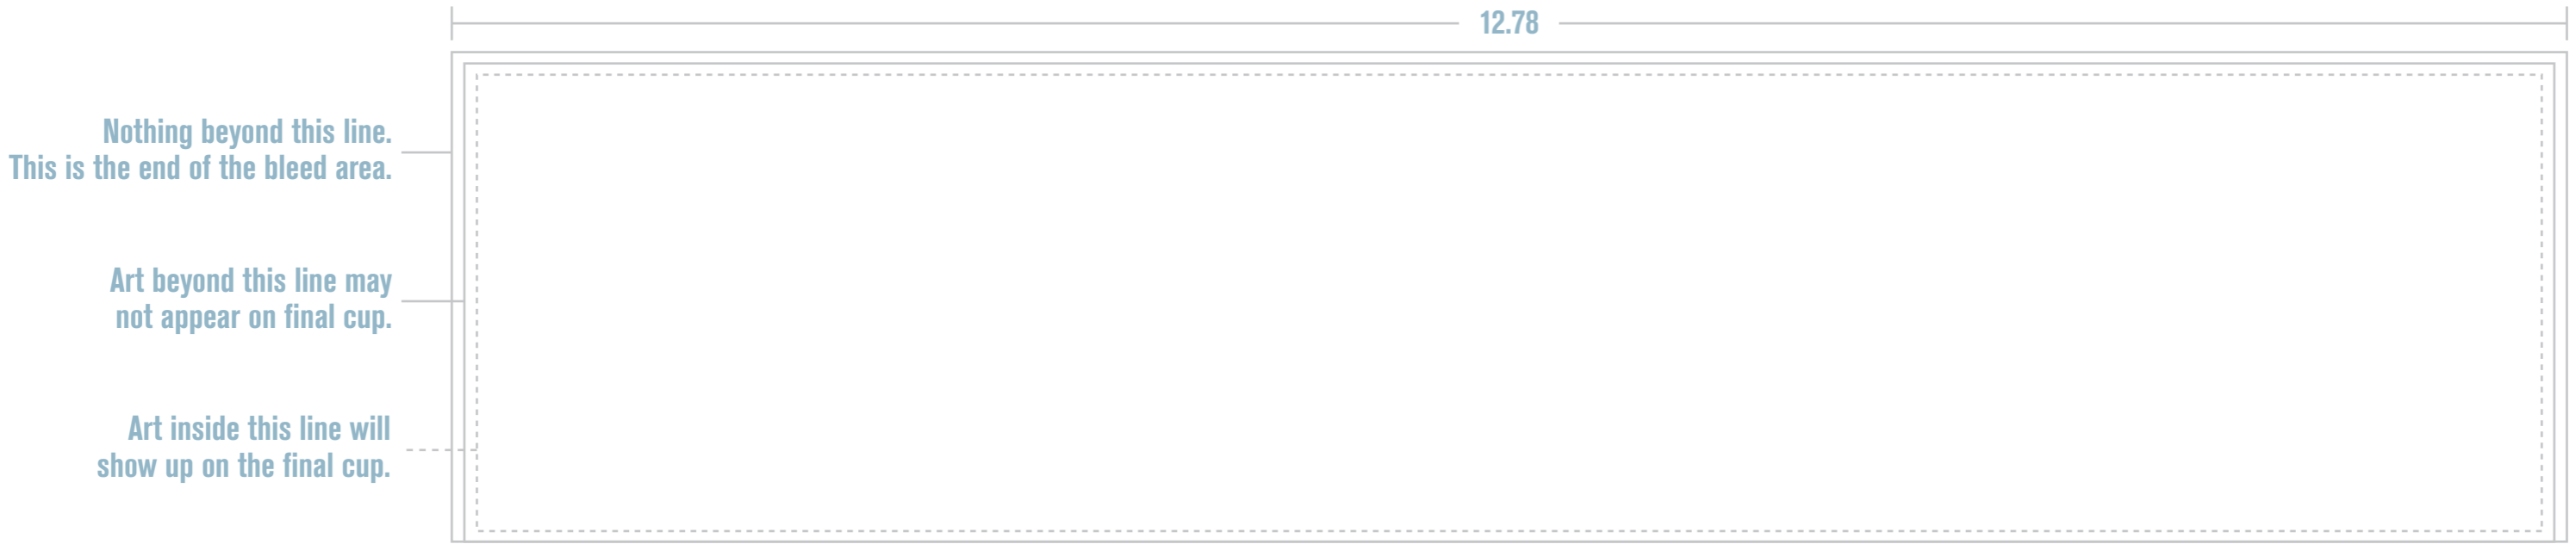 12.78
Nothing beyond this line.
This is the end of the bleed area.
Art beyond this line may
not appear on final cup.
Art inside this line will
show up on the final cup.